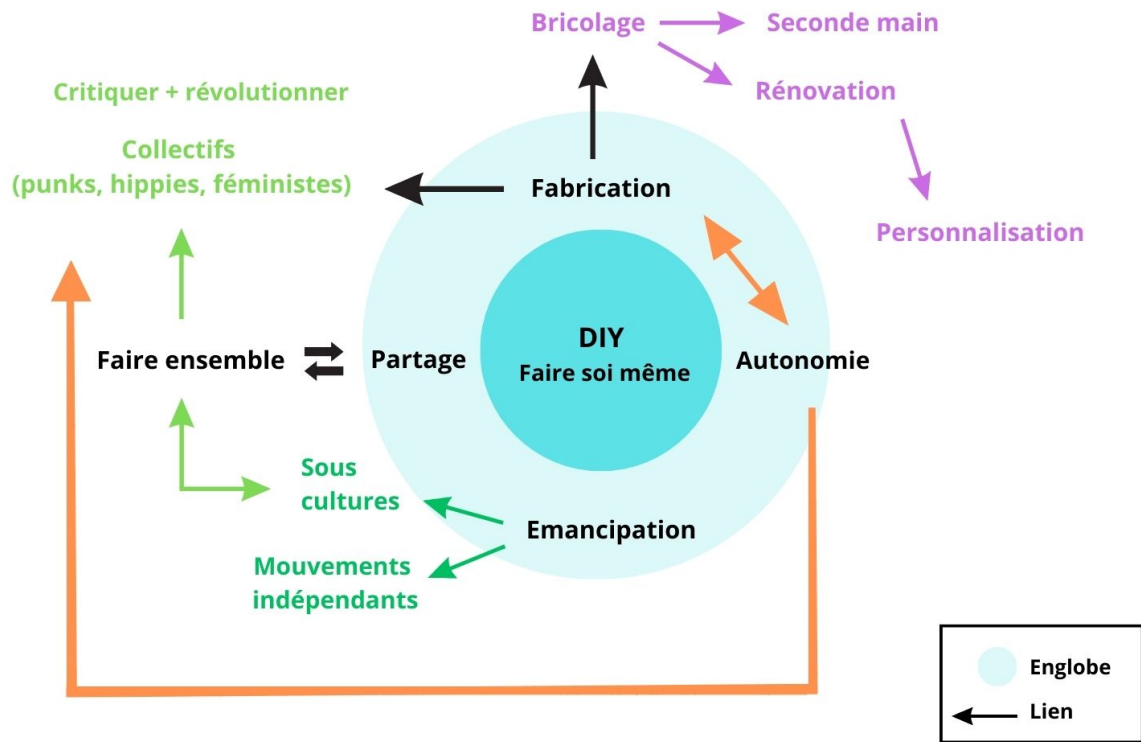 Bricolage
Seconde main
Rénovation
Personnalisation
Critiquer + révolutionner
Collectifs
(punks, hippies, féministes)
Fabrication
DIY
Faire soi même
Faire ensemble
Partage
Autonomie
Sous
cultures
Emancipation
Mouvements
indépendants
Englobe
Lien